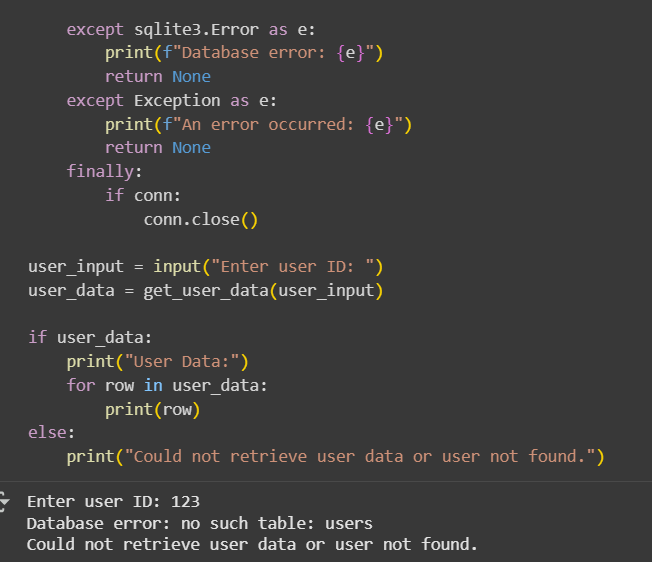 except sqlite3.Error as e:
        print(f"Database error: {e}")
        return None
    except Exception as e:
        print(f"An error occurred: {e}")
        return None
    finally:
        if conn:
            conn.close()

user_input = input("Enter user ID: ")
user_data = get_user_data(user_input)

if user_data:
    print("User Data:")
    for row in user_data:
        print(row)
else:
    print("Could not retrieve user data or user not found.")
Enter user ID: 123
Database error: no such table: users
Could not retrieve user data or user not found.